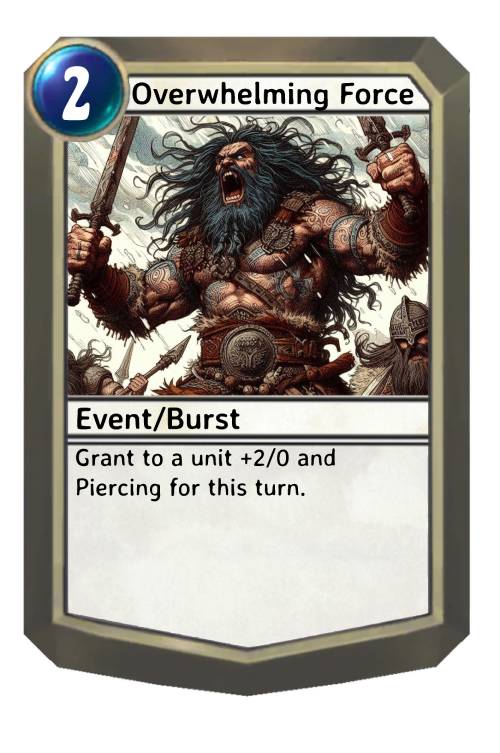 2
Overwhelming Force
Event/Burst
Grant to a unit +2/0 and
Piercing for this turn.